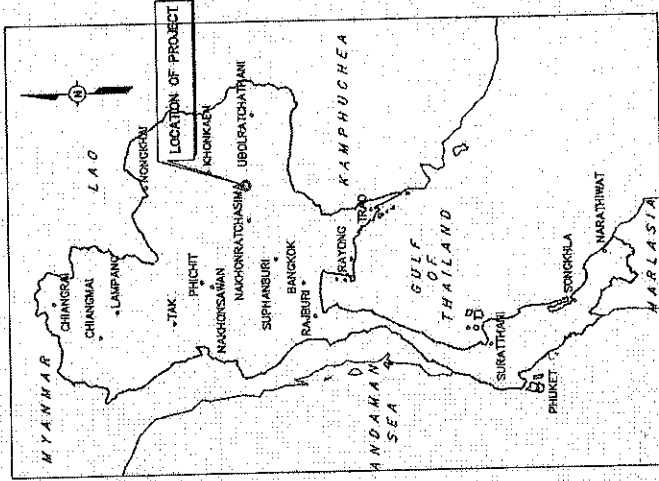 MYANMAR
LAO
LOCATION OF PROJECT
CHIANGRAI
CHIANGMAI
LAMPANG
NONGKHAI
TAK
PHICHIT
KHONKAEN
NAKHONSAWAN
NAKHONRATCHASIMA
UBOLRATCHATHANI
SUPHANBURI
BANGKOK
RAJBURI
RAYONG
TRAD
KAMPHUCHEA
ANDAMAN
SEA
GULF
OF
THAILAND
SURATTHANI
PHUKET
SONGKHLA
NARATHIWAT
MARLASIA
N